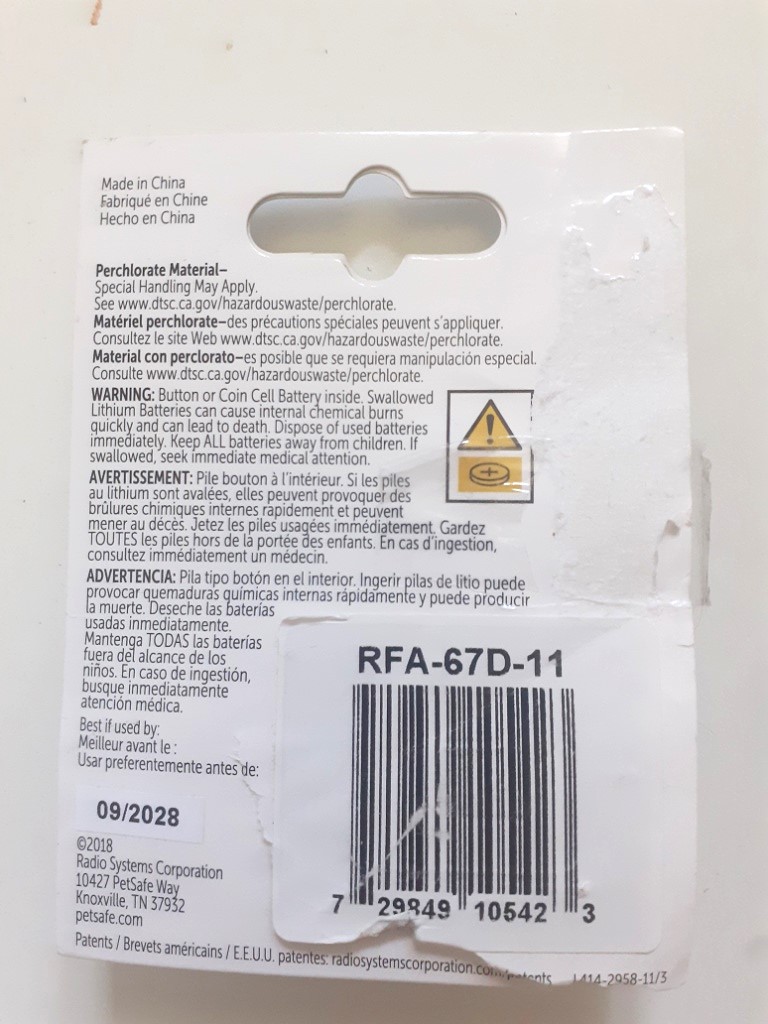 Made in China
Fabriqué en Chine
Hecho en China
Perchlorate Material–
Special Handling May Apply.
See www.dtsc.ca.gov/hazardouswaste/perchlorate.
Matériel perchlorate–des précautions spéciales peuvent s'appliquer.
Consultez le site Web www.dtsc.ca.gov/hazardouswaste/perchlorate.
Material con perclorato–es posible que se requiera manipulación especial.
Consulte www.dtsc.ca.gov/hazardouswaste/perchlorate.
WARNING: Button or Coin Cell Battery inside. Swallowed
Lithium Batteries can cause internal chemical burns
quickly and can lead to death. Dispose of used batteries
immediately. Keep ALL batteries away from children. If
swallowed, seek immediate medical attention.
AVERTISSEMENT: Pile bouton à l'intérieur. Si les piles
au lithium sont avalées, elles peuvent provoquer des
brûlures chimiques internes rapidement et peuvent
mener au décès. Jetez les piles usagées immédiatement. Gardez
TOUTES les piles hors de la portée des enfants. En cas d'ingestion,
consultez immédiatement un médecin.
ADVERTENCIA: Pila tipo botón en el interior. Ingerir pilas de litio puede
provocar quemaduras químicas internas rápidamente y puede producir
la muerte. Deseche las baterías
usadas inmediatamente.
Mantenga TODAS las baterías
fuera del alcance de los
niños. En caso de ingestión,
busque inmediatamente
atención médica.
Best if used by:
Meilleur avant le :
Usar preferentemente antes de:
09/2028
RFA-67D-11
7 29849 10542 3
©2018
Radio Systems Corporation
10427 PetSafe Way
Knoxville, TN 37932
petsafe.com
Patents / Brevets américains / E.E.U.U. patentes: radiosystemscorporation.com/patents L414-2958-11/3